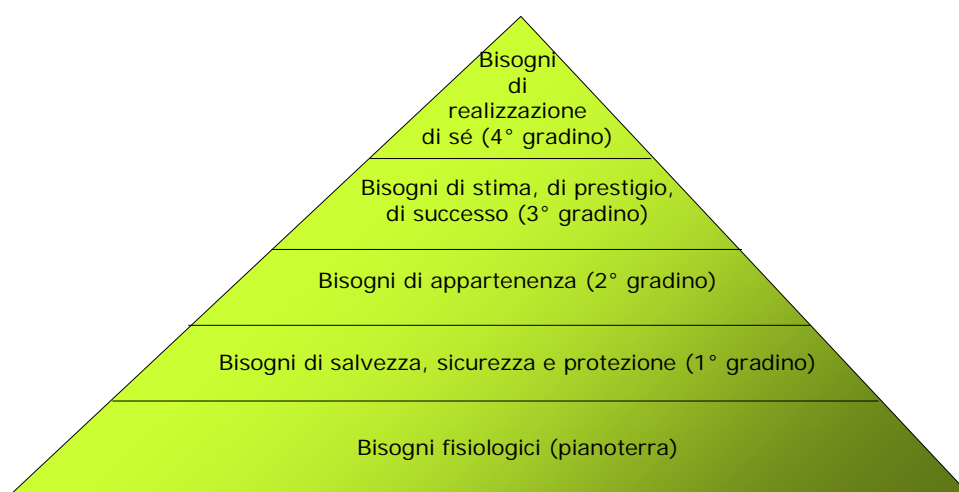 Bisogni
di
realizzazione
di sé (4° gradino)
Bisogni di stima, di prestigio,
di successo (3° gradino)
Bisogni di appartenenza (2° gradino)
Bisogni di salvezza, sicurezza e protezione (1° gradino)
Bisogni fisiologici (pianoterra)